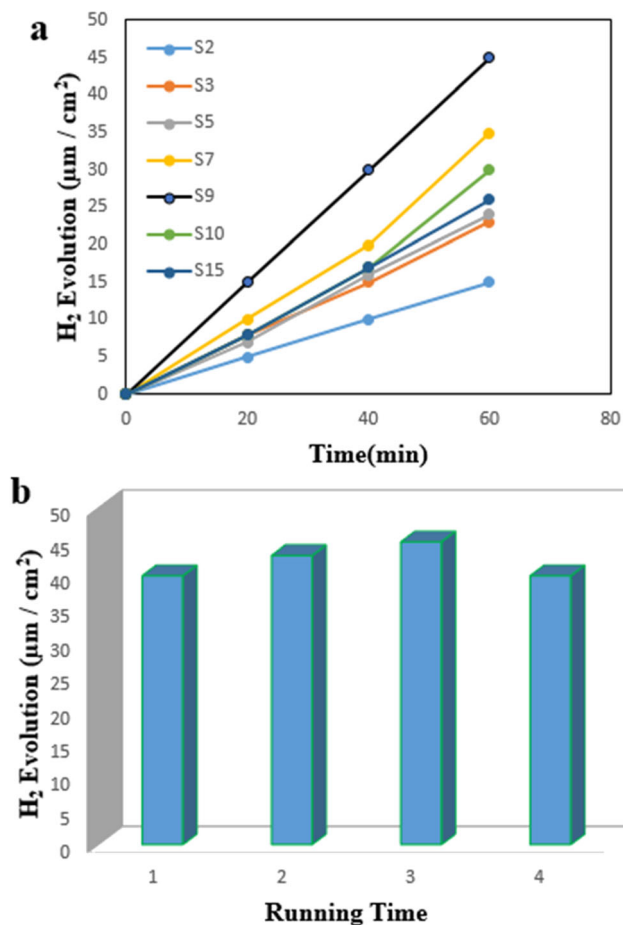 a
H₂ Evolution (µm / cm²)
50
45
40
35
30
25
20
15
10
5
0
S2
S3
S5
S7
S9
S10
S15
0 20 40 60 80
Time(min)
b
H₂ Evolution (µm / cm²)
50
45
40
35
30
25
20
15
10
5
0
1 2 3 4
Running Time